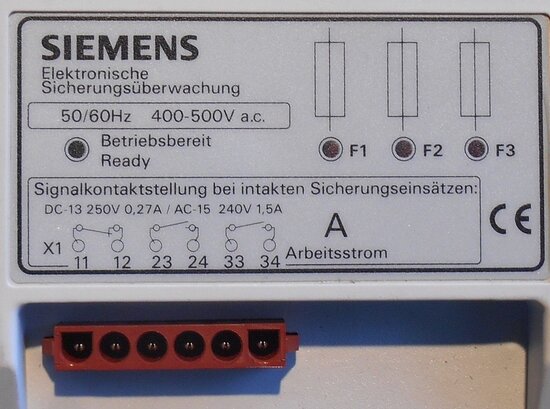 SIEMENS
Elektronische
Sicherungsüberwachung
50/60Hz 400-500V a.c.
Betriebsbereit
Ready
F1 F2 F3
Signalkontaktstellung bei intakten Sicherungseinsätzen:
DC-13 250V 0,27A / AC-15 240V 1,5A
A
CE
X1
Arbeitsstrom
11 12 23 24 33 34